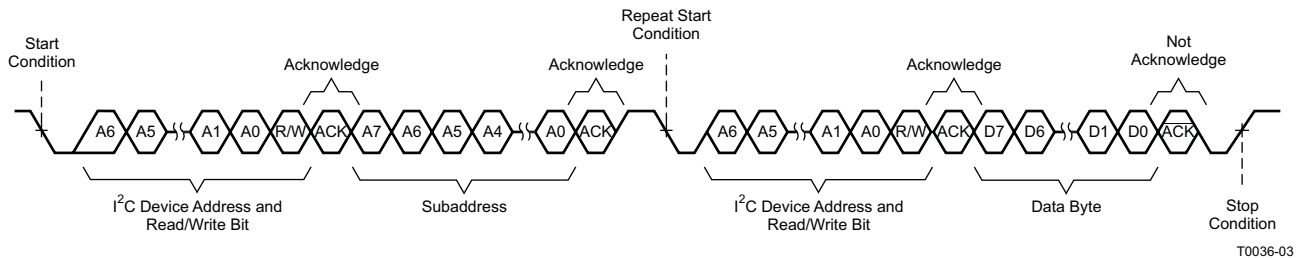 Repeat Start
Condition
Start
Condition
Not
Acknowledge
Acknowledge
Acknowledge
Acknowledge
A6 A5 A1 A0 R/W ACK A7 A6 A5 A4 A0 ACK A6 A5 A1 A0 R/W ACK D7 D6 D1 D0 ACK
I2C Device Address and
Read/Write Bit
Subaddress
I2C Device Address and
Read/Write Bit
Data Byte
Stop
Condition
T0036-03